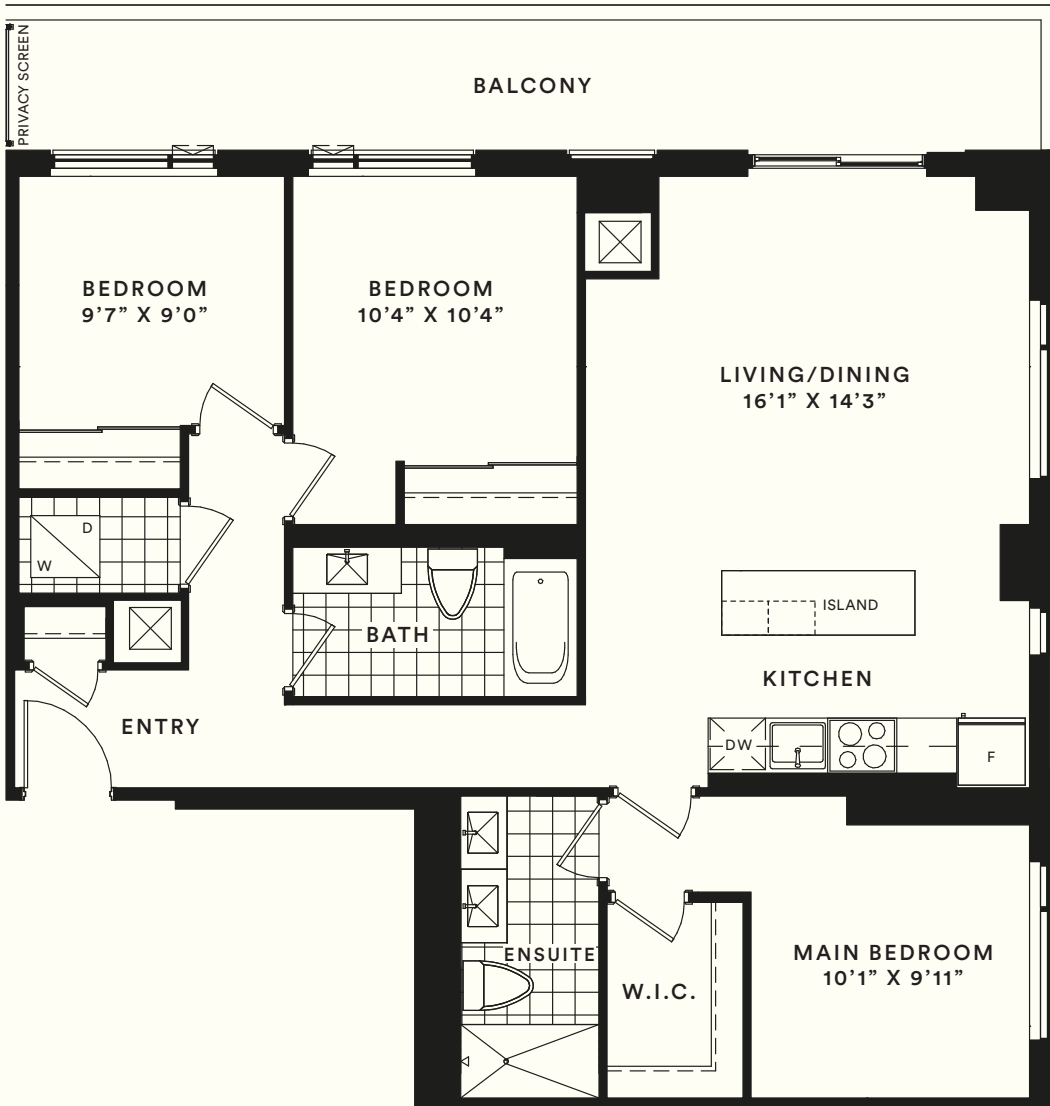 PRIVACY SCREEN
BALCONY
BEDROOM
9’7” X 9’0”
BEDROOM
10’4” X 10’4”
LIVING/DINING
16’1” X 14’3”
D
W
ISLAND
BATH
KITCHEN
ENTRY
DW
F
ENSUITE
W.I.C.
MAIN BEDROOM
10’1” X 9’11”